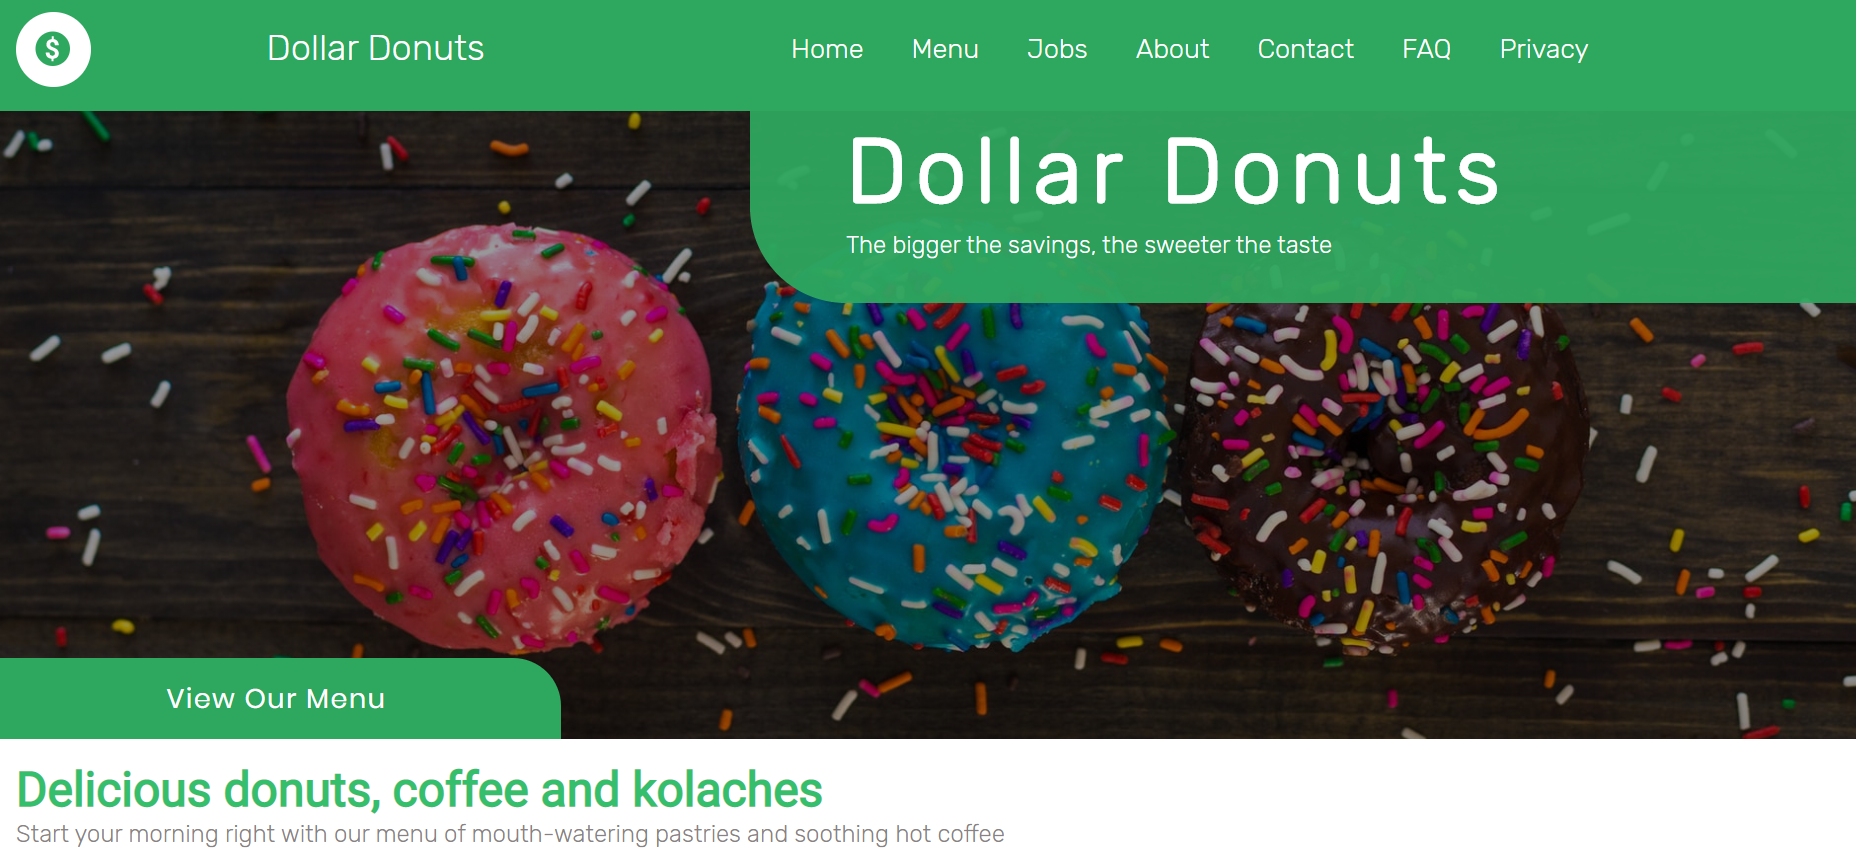 $
Dollar Donuts
Home Menu Jobs About Contact FAQ Privacy
Dollar Donuts
The bigger the savings, the sweeter the taste
View Our Menu
Delicious donuts, coffee and kolaches
Start your morning right with our menu of mouth-watering pastries and soothing hot coffee